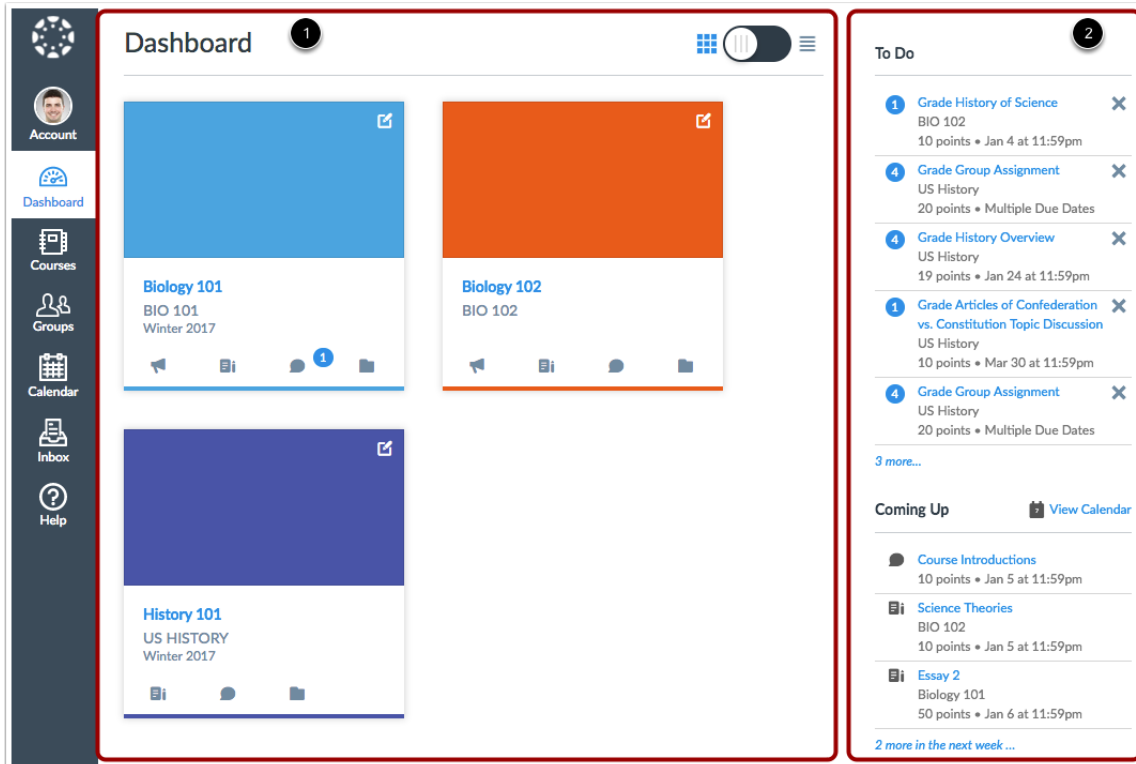 Account
Dashboard
Courses
Groups
Calendar
Inbox
Help
Dashboard
1
Biology 101
BIO 101
Winter 2017
1
Biology 102
BIO 102
History 101
US HISTORY
Winter 2017
2
To Do
1 Grade History of Science
BIO 102
10 points • Jan 4 at 11:59pm
4 Grade Group Assignment
US History
20 points • Multiple Due Dates
4 Grade History Overview
US History
19 points • Jan 24 at 11:59pm
1 Grade Articles of Confederation
vs. Constitution Topic Discussion
US History
10 points • Mar 30 at 11:59pm
4 Grade Group Assignment
US History
20 points • Multiple Due Dates
3 more...
Coming Up View Calendar
Course Introductions
10 points • Jan 5 at 11:59pm
Science Theories
BIO 102
10 points • Jan 5 at 11:59pm
Essay 2
Biology 101
50 points • Jan 6 at 11:59pm
2 more in the next week ...